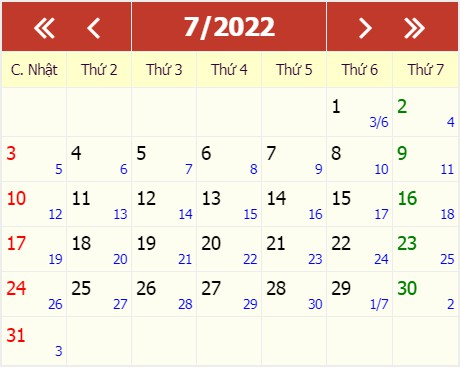 « ‹ 7/2022 › »
C. Nhật Thứ 2 Thứ 3 Thứ 4 Thứ 5 Thứ 6 Thứ 7
1 3/6 2 4
3 5 4 6 5 7 6 8 7 9 8 10 9 11
10 12 11 13 12 14 13 15 14 16 15 17 16 18
17 19 18 20 19 21 20 22 21 23 22 24 23 25
24 26 25 27 26 28 27 29 28 30 29 1/7 30 2
31 3